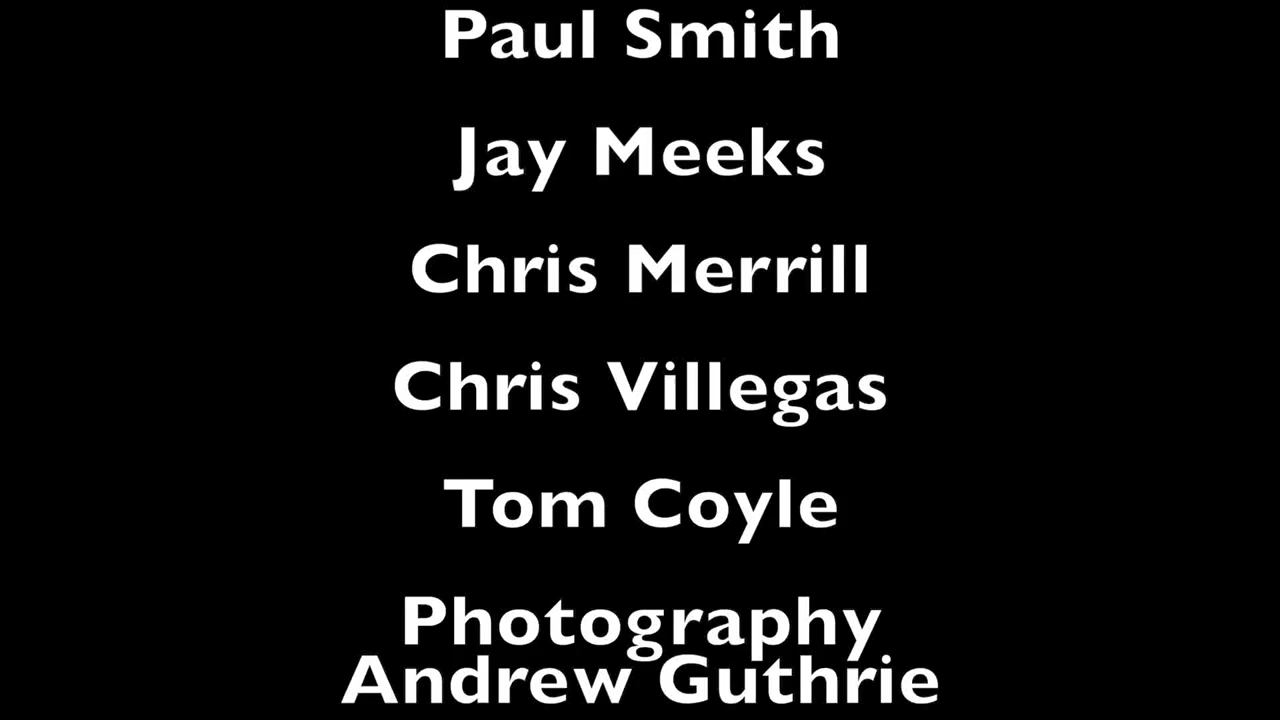 Paul Smith
Jay Meeks
Chris Merrill
Chris Villegas
Tom Coyle
Photography
Andrew Guthrie